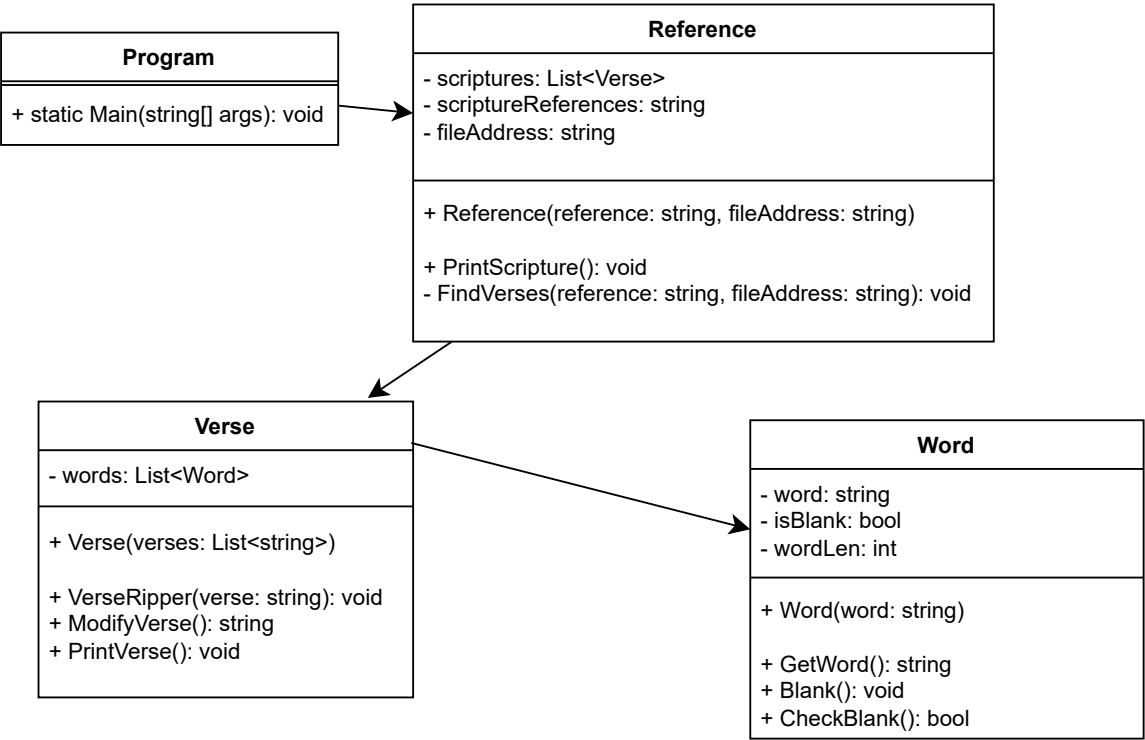 Program
+ static Main(string[] args): void
Reference
- scriptures: List<Verse>
- scriptureReferences: string
- fileAddress: string
+ Reference(reference: string, fileAddress: string)
+ PrintScripture(): void
- FindVerses(reference: string, fileAddress: string): void
Verse
- words: List<Word>
+ Verse(verses: List<string>)
+ VerseRipper(verse: string): void
+ ModifyVerse(): string
+ PrintVerse(): void
Word
- word: string
- isBlank: bool
- wordLen: int
+ Word(word: string)
+ GetWord(): string
+ Blank(): void
+ CheckBlank(): bool